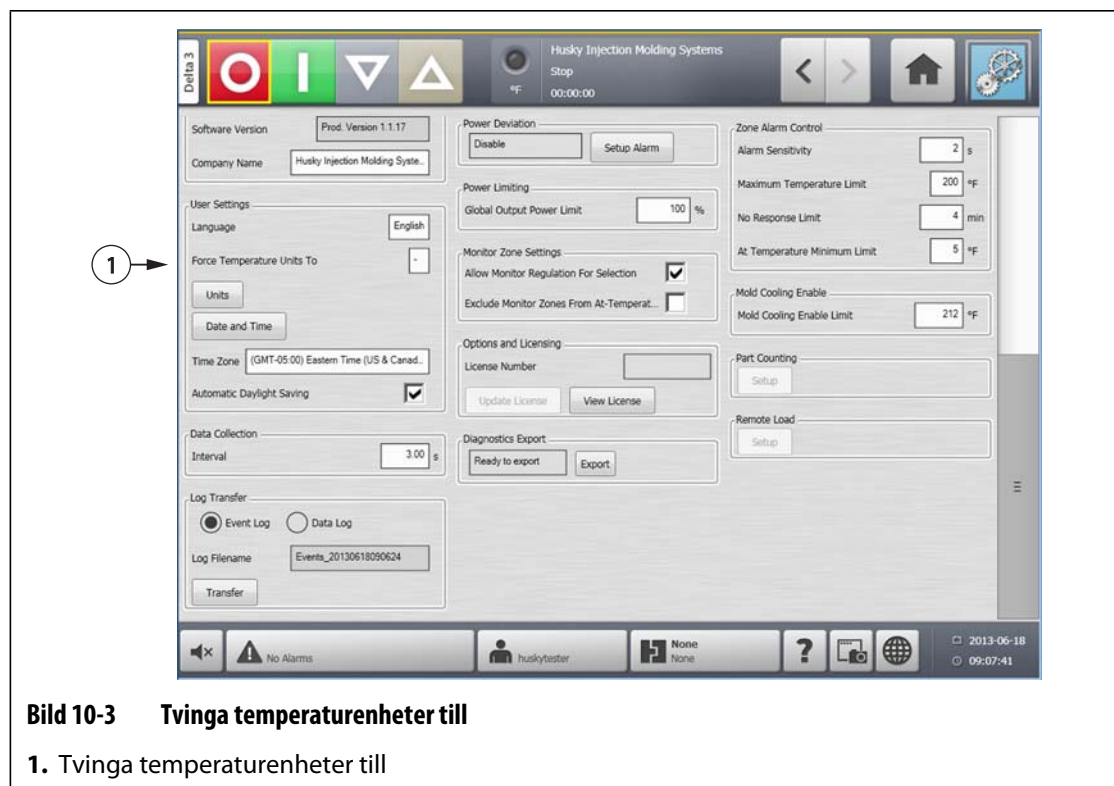 Delta 3
°F
Husky Injection Molding Systems
Stop
00:00:00
Software Version Prod. Version 1.1.17
Company Name Husky Injection Molding Syste..
User Settings
Language English
Force Temperature Units To -
Units
Date and Time
Time Zone (GMT-05:00) Eastern Time (US & Canad..
Automatic Daylight Saving
Data Collection
Interval 3.00 s
Log Transfer
Event Log Data Log
Log Filename Events_20130618090624
Transfer
Power Deviation
Disable Setup Alarm
Power Limiting
Global Output Power Limit 100 %
Monitor Zone Settings
Allow Monitor Regulation For Selection
Exclude Monitor Zones From At-Temperat...
Options and Licensing
License Number
Update License View License
Diagnostics Export
Ready to export Export
Zone Alarm Control
Alarm Sensitivity 2 s
Maximum Temperature Limit 200 °F
No Response Limit 4 min
At Temperature Minimum Limit 5 °F
Mold Cooling Enable
Mold Cooling Enable Limit 212 °F
Part Counting
Setup
Remote Load
Setup
1
No Alarms
huskytester
None
None
?
2013-06-18
09:07:41
Bild 10-3 Tvinga temperaturenheter till
1. Tvinga temperaturenheter till